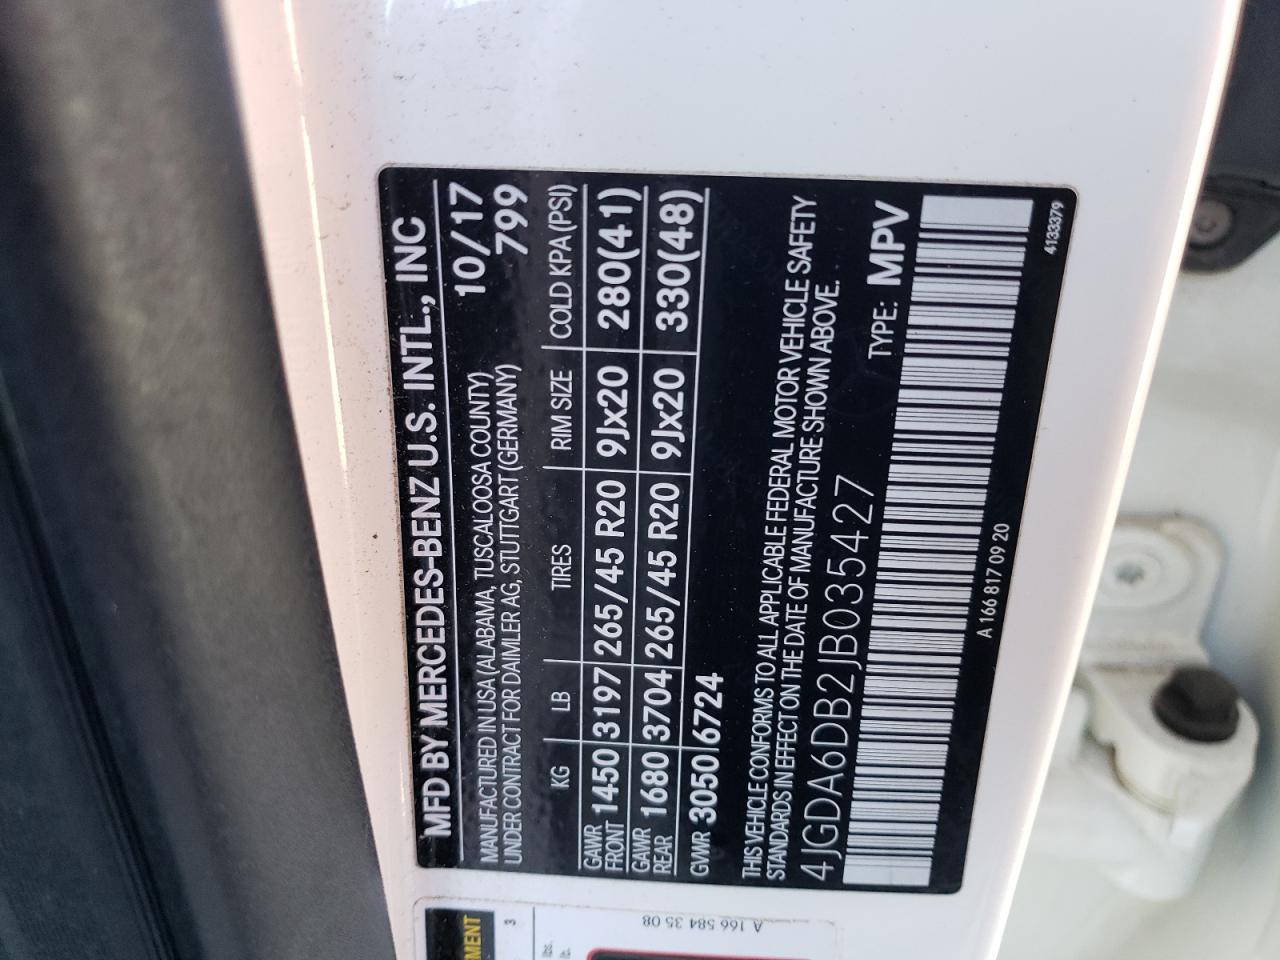 MFD BY MERCEDES-BENZ U.S. INTL., INC
MANUFACTURED IN USA (ALABAMA, TUSCALOOSA COUNTY) 10/17
UNDER CONTRACT FOR DAIMLER AG, STUTTGART (GERMANY) 799
KG LB TIRES RIM SIZE COLD KPA (PSI)
GAWR FRONT 1450 3197 265/45 R20 9Jx20 280(41)
GAWR REAR 1680 3704 265/45 R20 9Jx20 330(48)
GVWR 3050 6724
THIS VEHICLE CONFORMS TO ALL APPLICABLE FEDERAL MOTOR VEHICLE SAFETY
STANDARDS IN EFFECT ON THE DATE OF MANUFACTURE SHOWN ABOVE.
4JGDA6DB2JB035427 TYPE: MPV
A 166 817 09 20 4133379
MENT
3
lbs.
lb.
A 166 584 35 08